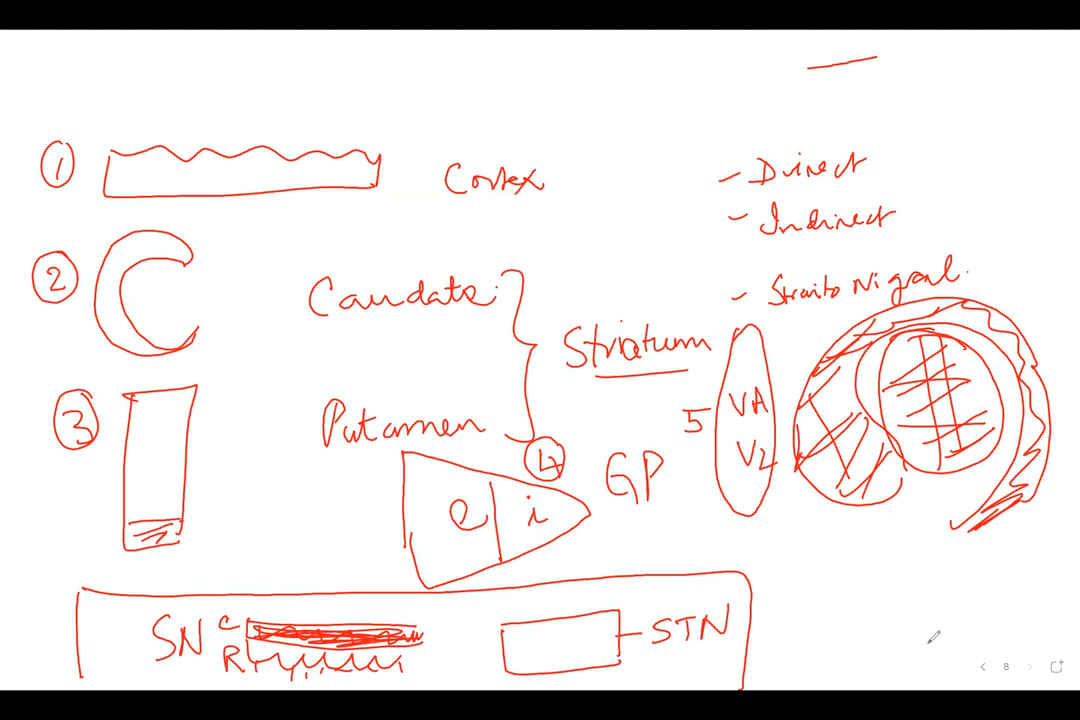 1 Cortex
2 Caudate
3 Putamen
Striatum
4 GP
e i
5 VA
VL
- Direct
- Indirect
- Straito Nigral.
SN C
R
STN
8